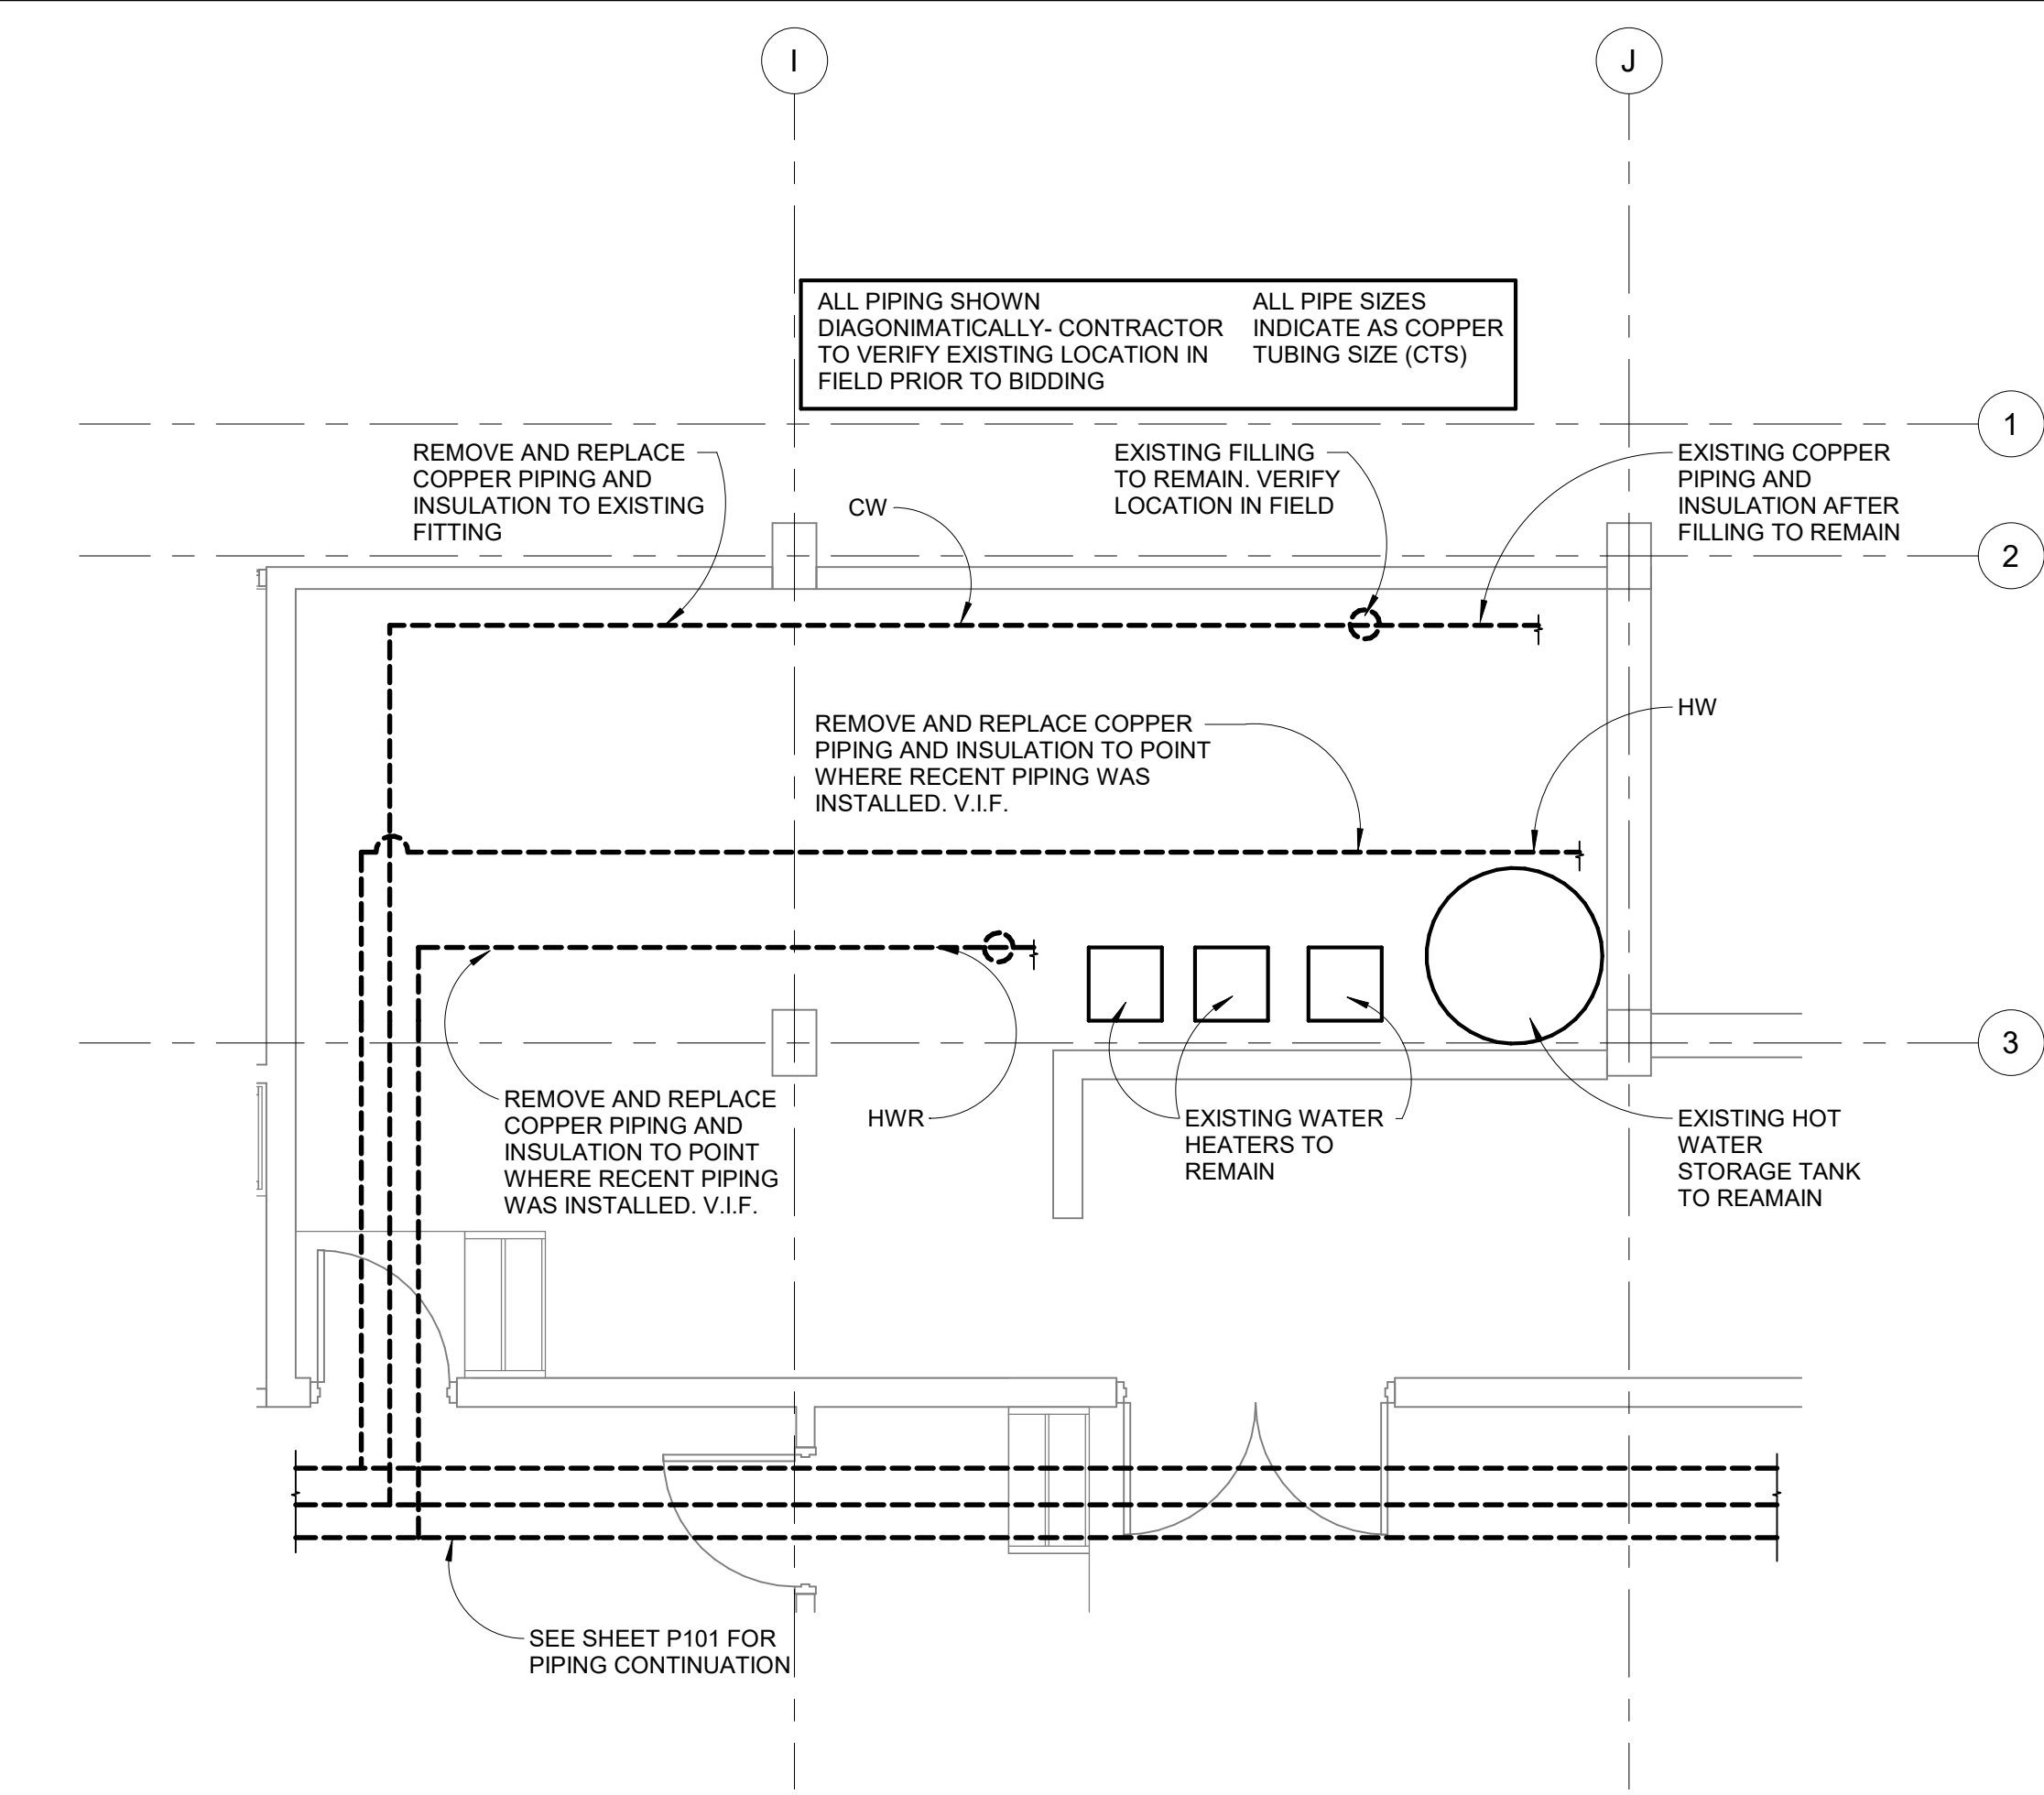 I
J
ALL PIPING SHOWN
DIAGONIMATICALLY- CONTRACTOR
TO VERIFY EXISTING LOCATION IN
FIELD PRIOR TO BIDDING
ALL PIPE SIZES
INDICATE AS COPPER
TUBING SIZE (CTS)
1
REMOVE AND REPLACE
COPPER PIPING AND
INSULATION TO EXISTING
FITTING
CW
EXISTING FILLING
TO REMAIN. VERIFY
LOCATION IN FIELD
EXISTING COPPER
PIPING AND
INSULATION AFTER
FILLING TO REMAIN
2
HW
REMOVE AND REPLACE COPPER
PIPING AND INSULATION TO POINT
WHERE RECENT PIPING WAS
INSTALLED. V.I.F.
3
REMOVE AND REPLACE
COPPER PIPING AND
INSULATION TO POINT
WHERE RECENT PIPING
WAS INSTALLED. V.I.F.
HWR
EXISTING WATER
HEATERS TO
REMAIN
EXISTING HOT
WATER
STORAGE TANK
TO REAMAIN
SEE SHEET P101 FOR
PIPING CONTINUATION